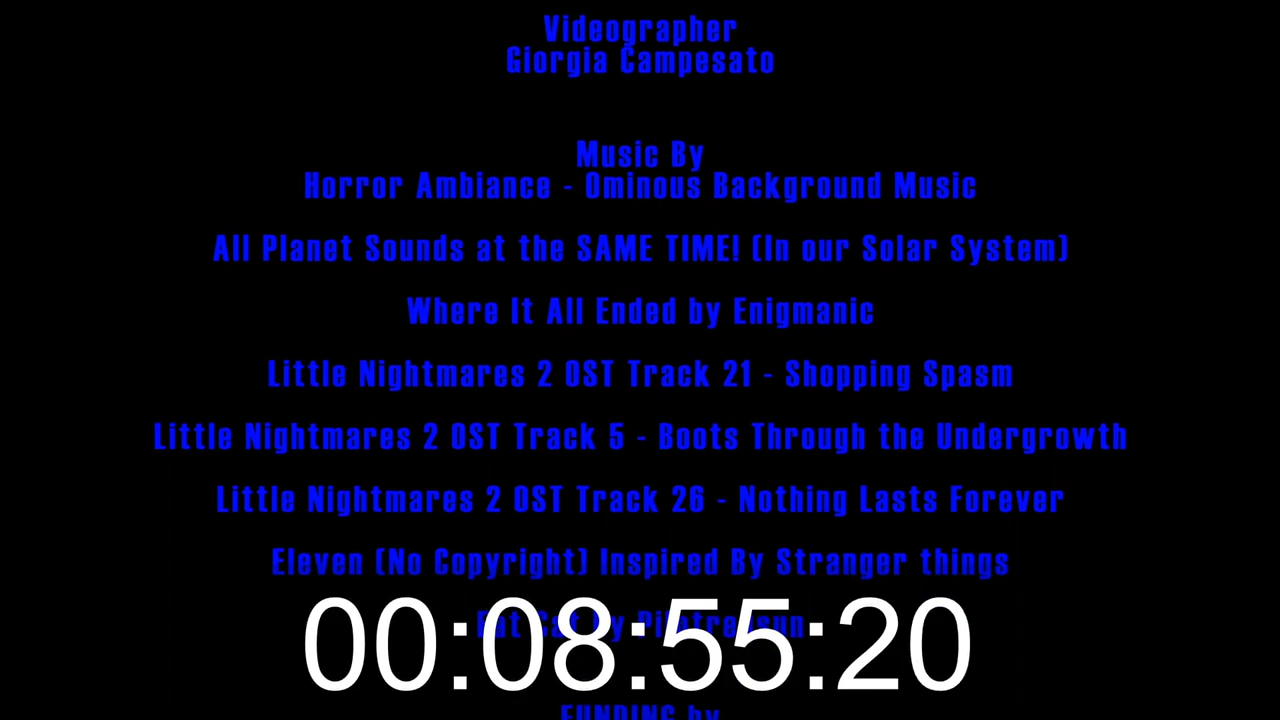 Videographer
Giorgia Campesato
Music By
Horror Ambiance - Ominous Background Music
All Planet Sounds at the SAME TIME! (In our Solar System)
Where It All Ended by Enigmanic
Little Nightmares 2 OST Track 21 - Shopping Spasm
Little Nightmares 2 OST Track 5 - Boots Through the Undergrowth
Little Nightmares 2 OST Track 26 - Nothing Lasts Forever
Eleven (No Copyright) Inspired By Stranger things
by
00:08:55:20
FUNDING by